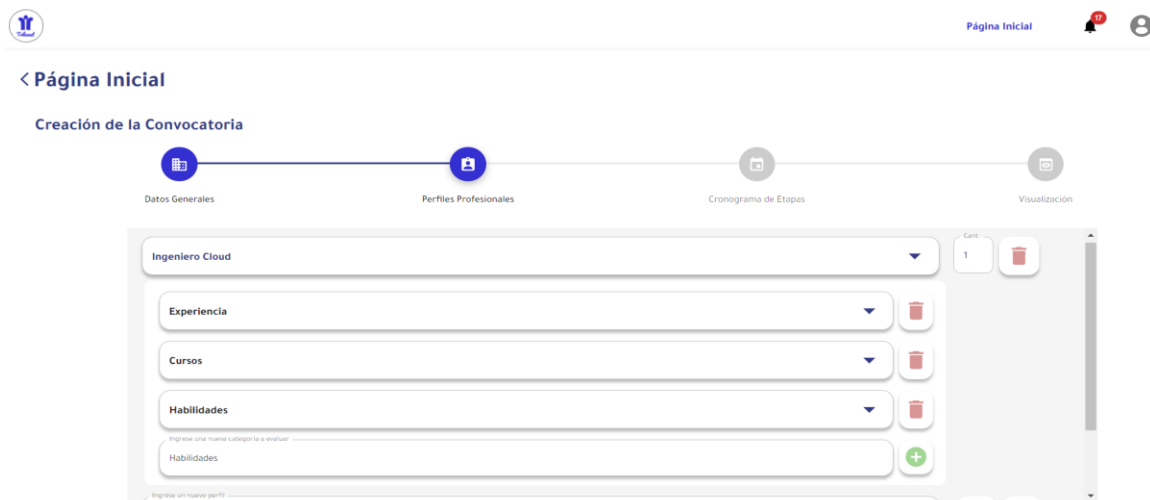 Tribunal
Página Inicial
17
< Página Inicial
Creación de la Convocatoria
Datos Generales
Perfiles Profesionales
Cronograma de Etapas
Visualización
Ingeniero Cloud
Cant.
1
Experiencia
Cursos
Habilidades
Ingrese una nueva categoría a evaluar
Habilidades
Ingrese un nuevo perfil